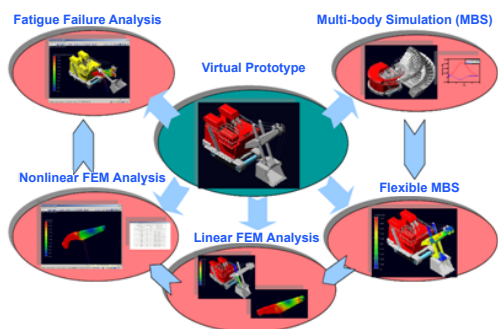 Fatigue Failure Analysis
Multi-body Simulation (MBS)
Virtual Prototype
Nonlinear FEM Analysis
Flexible MBS
Linear FEM Analysis